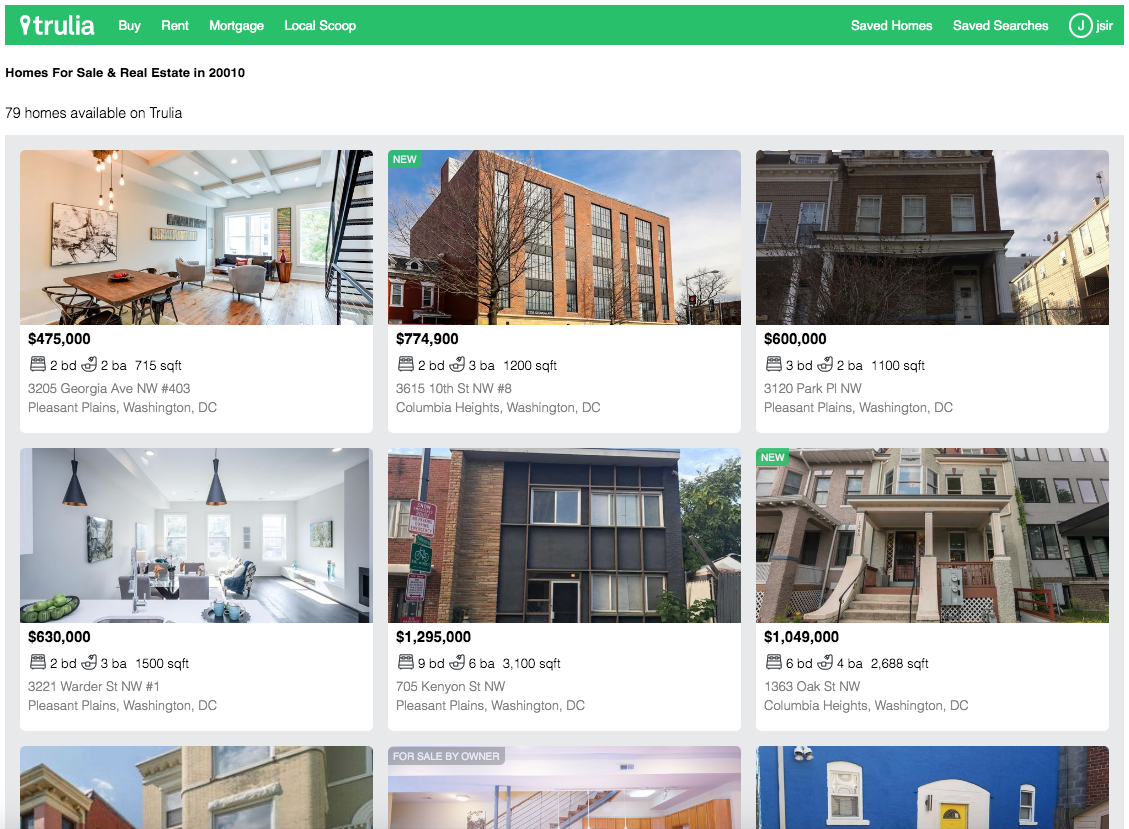 trulia Buy Rent Mortgage Local Scoop Saved Homes Saved Searches J jsir
Homes For Sale & Real Estate in 20010
79 homes available on Trulia
NEW
$475,000
2 bd 2 ba 715 sqft
3205 Georgia Ave NW #403
Pleasant Plains, Washington, DC
$774,900
2 bd 3 ba 1200 sqft
3615 10th St NW #8
Columbia Heights, Washington, DC
$600,000
3 bd 2 ba 1100 sqft
3120 Park Pl NW
Pleasant Plains, Washington, DC
NEW
$630,000
2 bd 3 ba 1500 sqft
3221 Warder St NW #1
Pleasant Plains, Washington, DC
$1,295,000
9 bd 6 ba 3,100 sqft
705 Kenyon St NW
Pleasant Plains, Washington, DC
$1,049,000
6 bd 4 ba 2,688 sqft
1363 Oak St NW
Columbia Heights, Washington, DC
FOR SALE BY OWNER